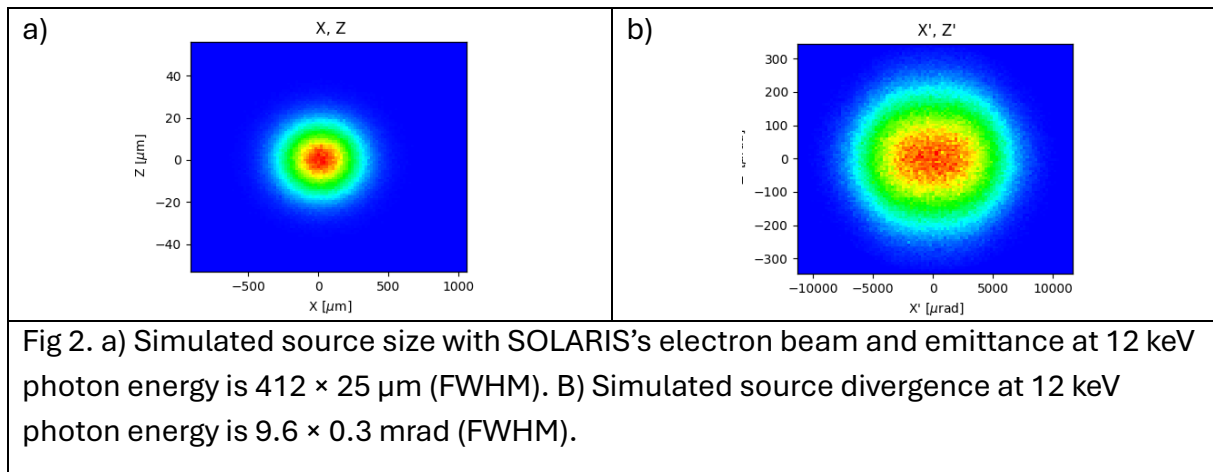 a)
X, Z
40
20
0
−20
−40
Z [μm]
−500
0
500
1000
X [μm]
b)
X', Z'
300
200
100
0
−100
−200
−300
−10000
−5000
0
5000
10000
X' [μrad]
Fig 2. a) Simulated source size with SOLARIS’s electron beam and emittance at 12 keV
photon energy is 412 × 25 μm (FWHM). B) Simulated source divergence at 12 keV
photon energy is 9.6 × 0.3 mrad (FWHM).